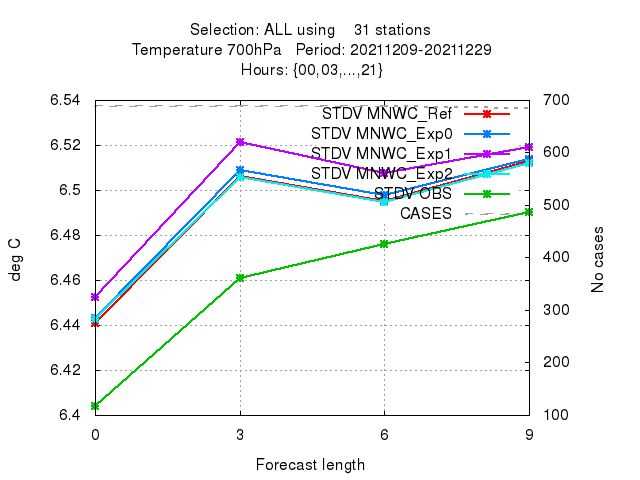 Selection: ALL using 31 stations
Temperature 700hPa Period: 20211209-20211229
Hours: {00,03,...,21}
6.54
6.52
6.5
6.48
6.46
6.44
6.42
6.4
deg C
700
600
500
400
300
200
100
No cases
STDV MNWC_Ref
STDV MNWC_Exp0
STDV MNWC_Exp1
STDV MNWC_Exp2
STDV OBS
CASES
0 3 6 9
Forecast length